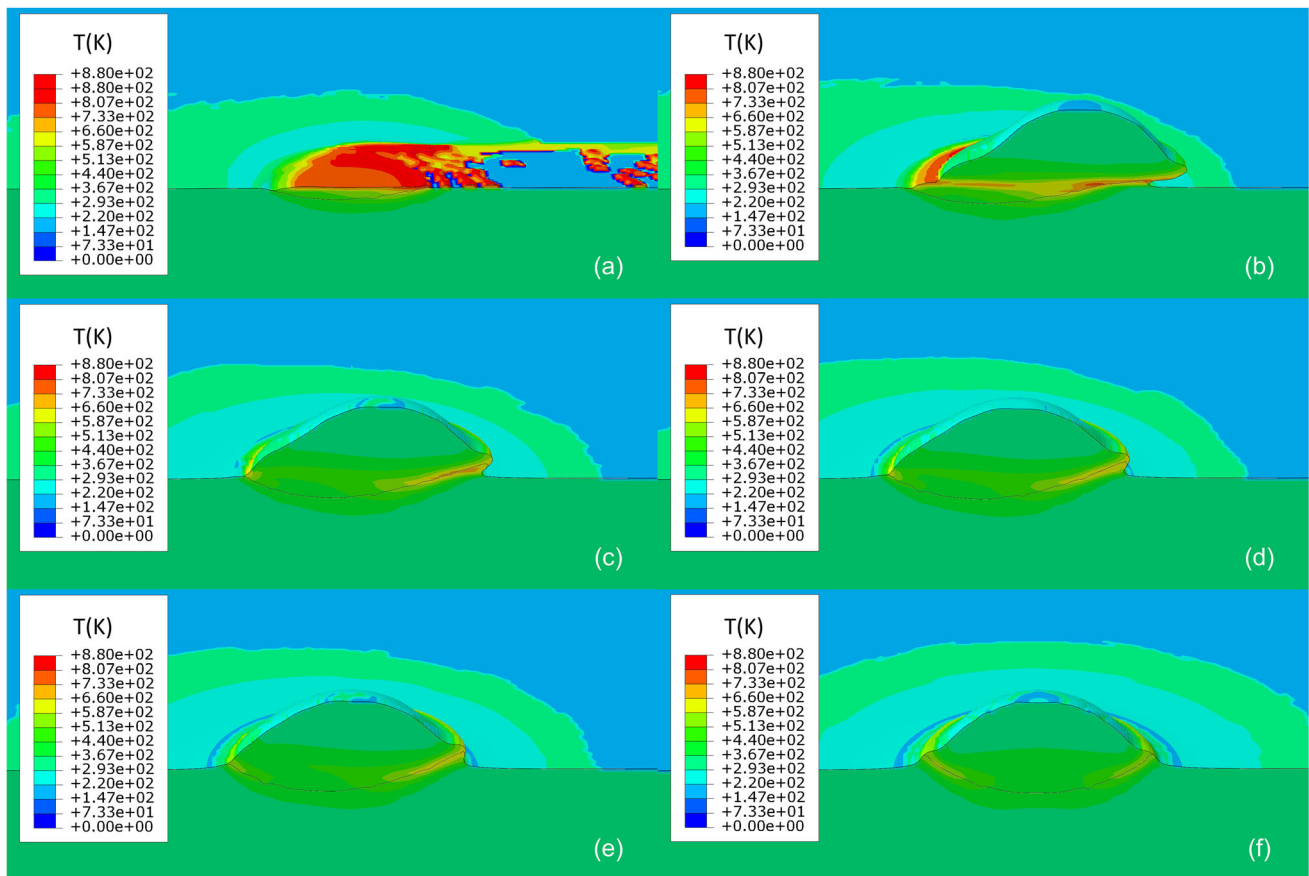 T(K)
+8.80e+02
+8.80e+02
+8.07e+02
+7.33e+02
+6.60e+02
+5.87e+02
+5.13e+02
+4.40e+02
+3.67e+02
+2.93e+02
+2.20e+02
+1.47e+02
+7.33e+01
+0.00e+00
(a)
T(K)
+8.80e+02
+8.07e+02
+7.33e+02
+6.60e+02
+5.87e+02
+5.13e+02
+4.40e+02
+3.67e+02
+2.93e+02
+2.20e+02
+1.47e+02
+7.33e+01
+0.00e+00
(b)
T(K)
+8.80e+02
+8.07e+02
+7.33e+02
+6.60e+02
+5.87e+02
+5.13e+02
+4.40e+02
+3.67e+02
+2.93e+02
+2.20e+02
+1.47e+02
+7.33e+01
+0.00e+00
(c)
T(K)
+8.80e+02
+8.07e+02
+7.33e+02
+6.60e+02
+5.87e+02
+5.13e+02
+4.40e+02
+3.67e+02
+2.93e+02
+2.20e+02
+1.47e+02
+7.33e+01
+0.00e+00
(d)
T(K)
+8.80e+02
+8.07e+02
+7.33e+02
+6.60e+02
+5.87e+02
+5.13e+02
+4.40e+02
+3.67e+02
+2.93e+02
+2.20e+02
+1.47e+02
+7.33e+01
+0.00e+00
(e)
T(K)
+8.80e+02
+8.07e+02
+7.33e+02
+6.60e+02
+5.87e+02
+5.13e+02
+4.40e+02
+3.67e+02
+2.93e+02
+2.20e+02
+1.47e+02
+7.33e+01
+0.00e+00
(f)